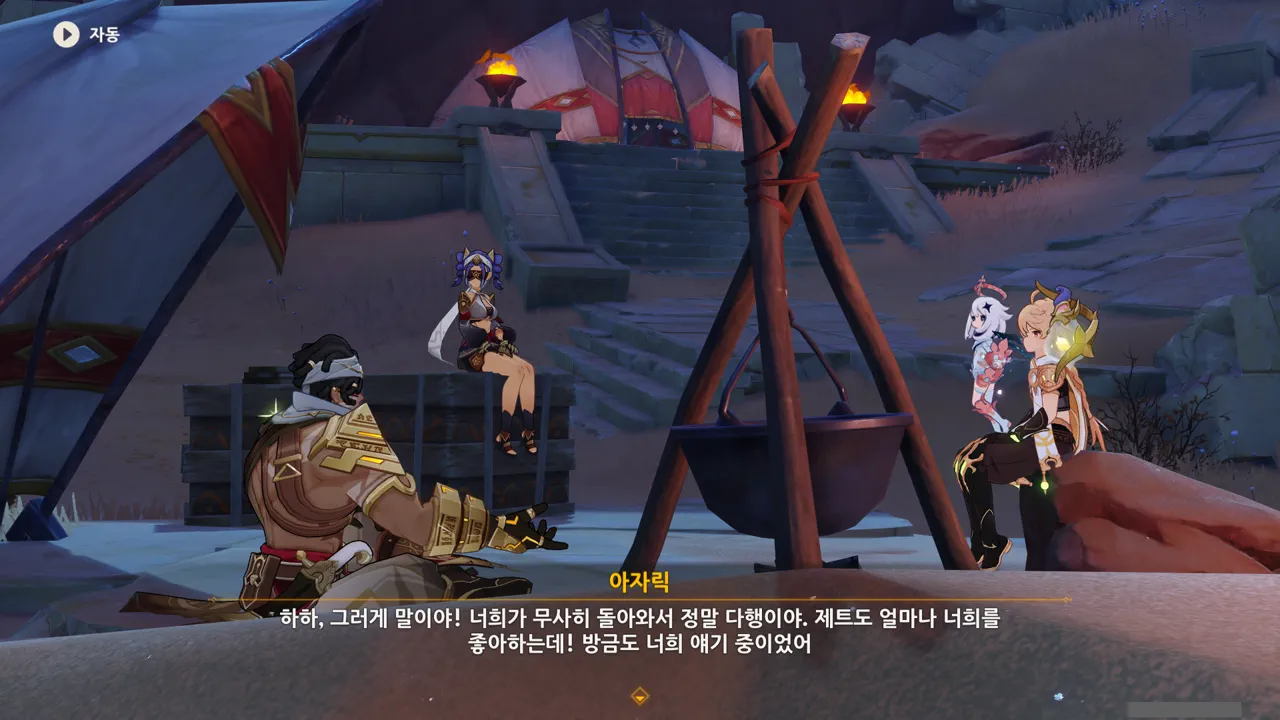 자동
아자릭
하하, 그러게 말이야! 너희가 무사히 돌아와서 정말 다행이야. 제트도 얼마나 너희를
좋아하는데! 방금도 너희 얘기 중이었어